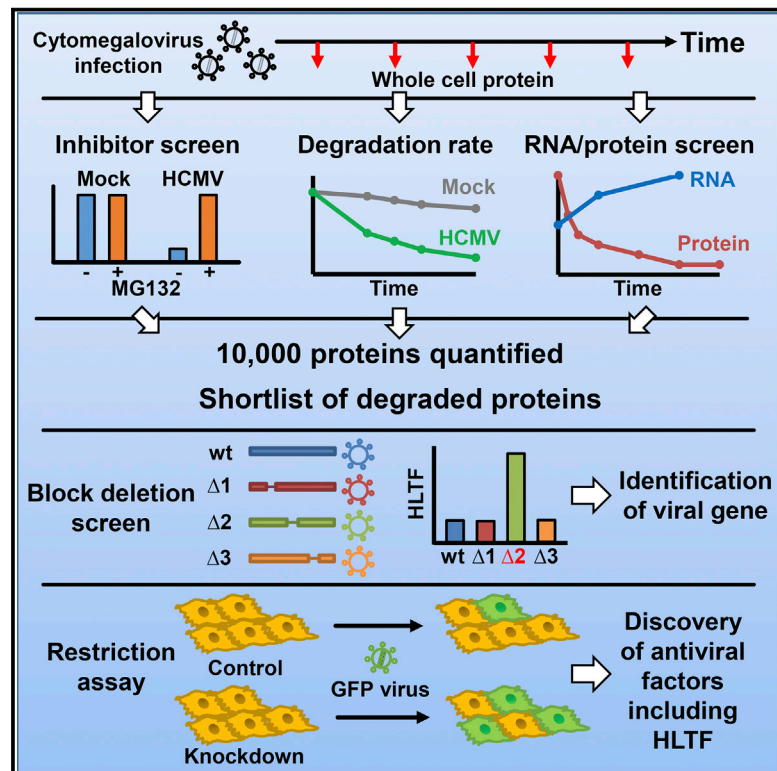 Cytomegalovirus
infection
Time
Whole cell protein
Inhibitor screen
Mock HCMV
- + - +
MG132
Degradation rate
Mock
HCMV
Time
RNA/protein screen
RNA
Protein
Time
10,000 proteins quantified
Shortlist of degraded proteins
Block deletion
screen
wt
Δ1
Δ2
Δ3
HLTF
wt Δ1 Δ2 Δ3
Identification
of viral gene
Restriction
assay
Control
Knockdown
GFP virus
Discovery
of antiviral
factors
including
HLTF